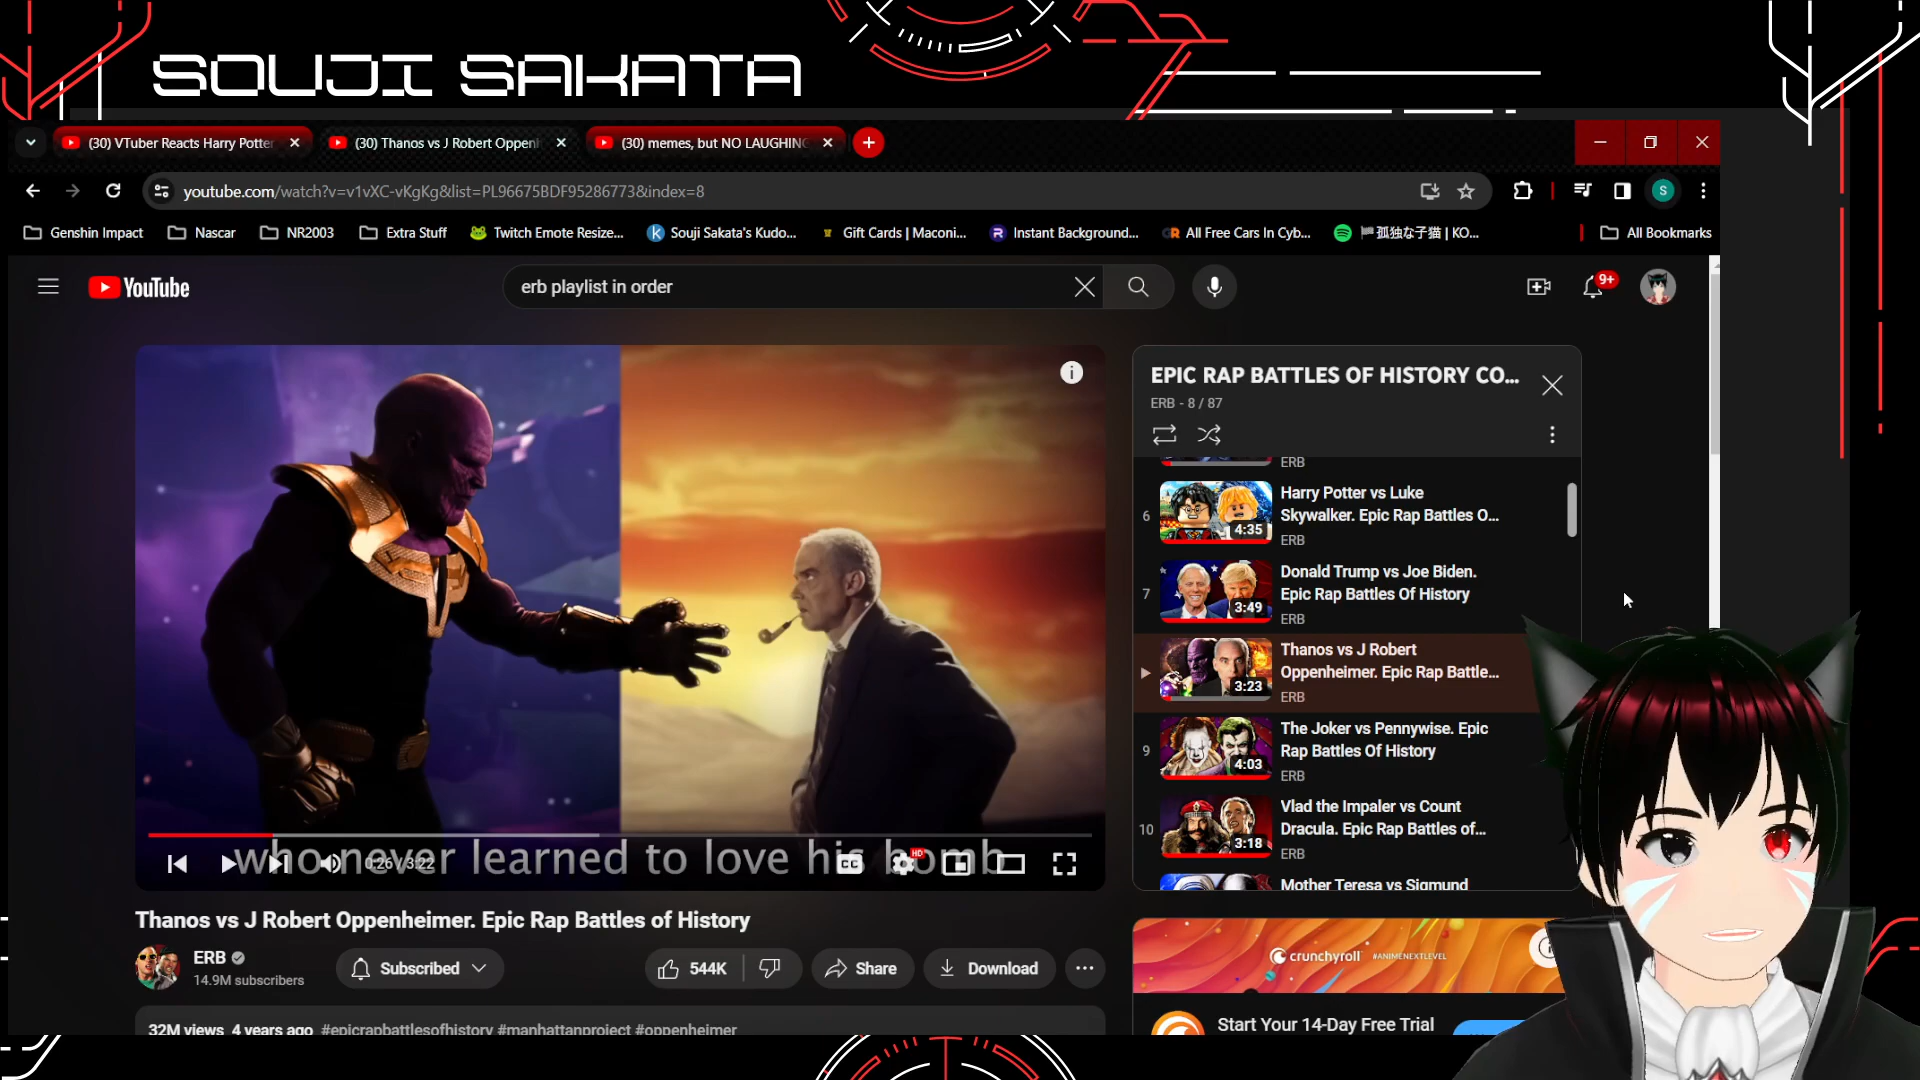 SOUJI SAKATA
(30) VTuber Reacts Harry Potter
(30) Thanos vs J Robert Oppenh
(30) memes, but NO LAUGHING
youtube.com/watch?v=v1vXC-vKgKg&list=PL96675BDF95286773&index=8
S
Genshin Impact
Nascar
NR2003
Extra Stuff
Twitch Emote Resize...
Souji Sakata's Kudo...
Gift Cards | Maconi...
Instant Background...
All Free Cars In Cyb...
孤独な子猫 | KO...
All Bookmarks
YouTube
erb playlist in order
9+
who never learned to love his bomb
0:26 / 3:22
CC
HD
EPIC RAP BATTLES OF HISTORY CO...
ERB - 8 / 87
ERB
6
4:35
Harry Potter vs Luke
Skywalker. Epic Rap Battles O...
ERB
7
3:49
Donald Trump vs Joe Biden.
Epic Rap Battles Of History
ERB
3:23
Thanos vs J Robert
Oppenheimer. Epic Rap Battle...
ERB
9
4:03
The Joker vs Pennywise. Epic
Rap Battles Of History
ERB
10
3:18
Vlad the Impaler vs Count
Dracula. Epic Rap Battles of...
ERB
Mother Teresa vs Sigmund
Thanos vs J Robert Oppenheimer. Epic Rap Battles of History
ERB
14.9M subscribers
Subscribed
544K
Share
Download
32M views 4 years ago #epicrapbattlesofhistory #manhattanproject #oppenheimer
crunchyroll #ANIMENEXTLEVEL
Start Your 14-Day Free Trial